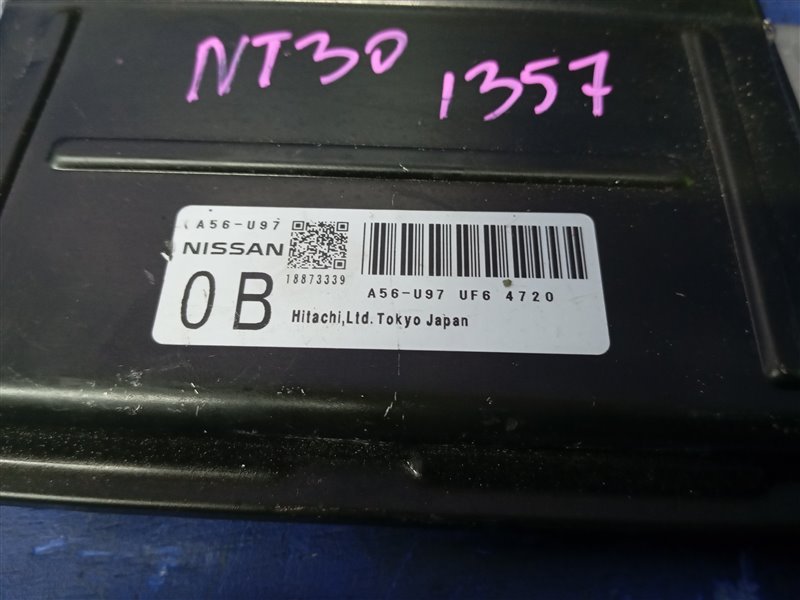 NT30
1357
A56-U97
NISSAN
18873339
0B
A56-U97 UF6 4720
Hitachi,Ltd.Tokyo Japan